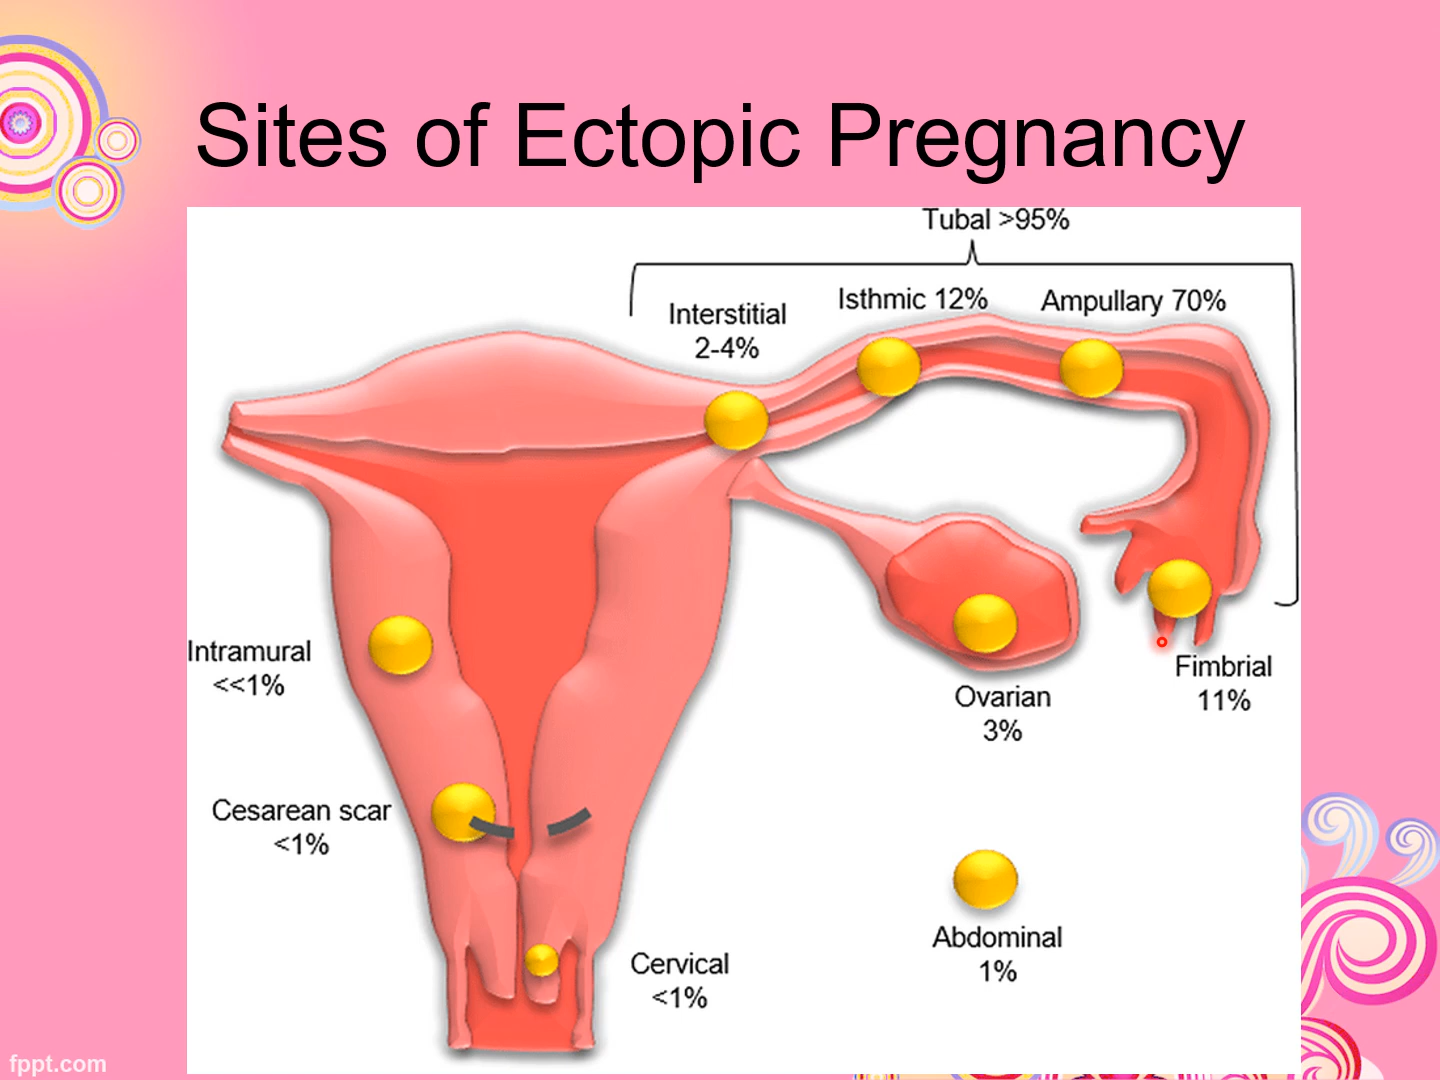 Sites of Ectopic Pregnancy
Tubal >95%
Interstitial
2-4%
Isthmic 12%
Ampullary 70%
Intramural
<<1%
Ovarian
3%
Fimbrial
11%
Cesarean scar
<1%
Abdominal
1%
Cervical
<1%
fppt.com